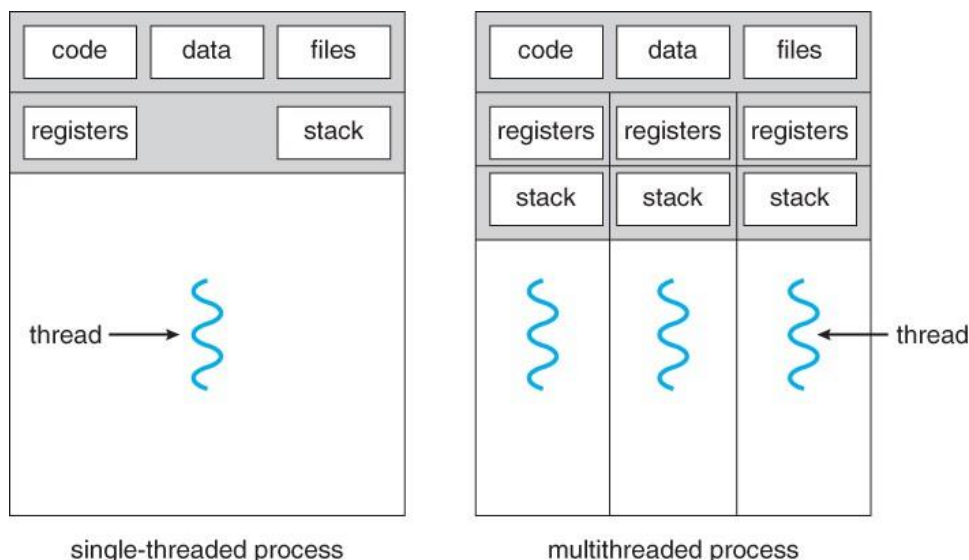 code data files
registers stack
thread
single-threaded process
code data files
registers registers registers
stack stack stack
thread
multithreaded process